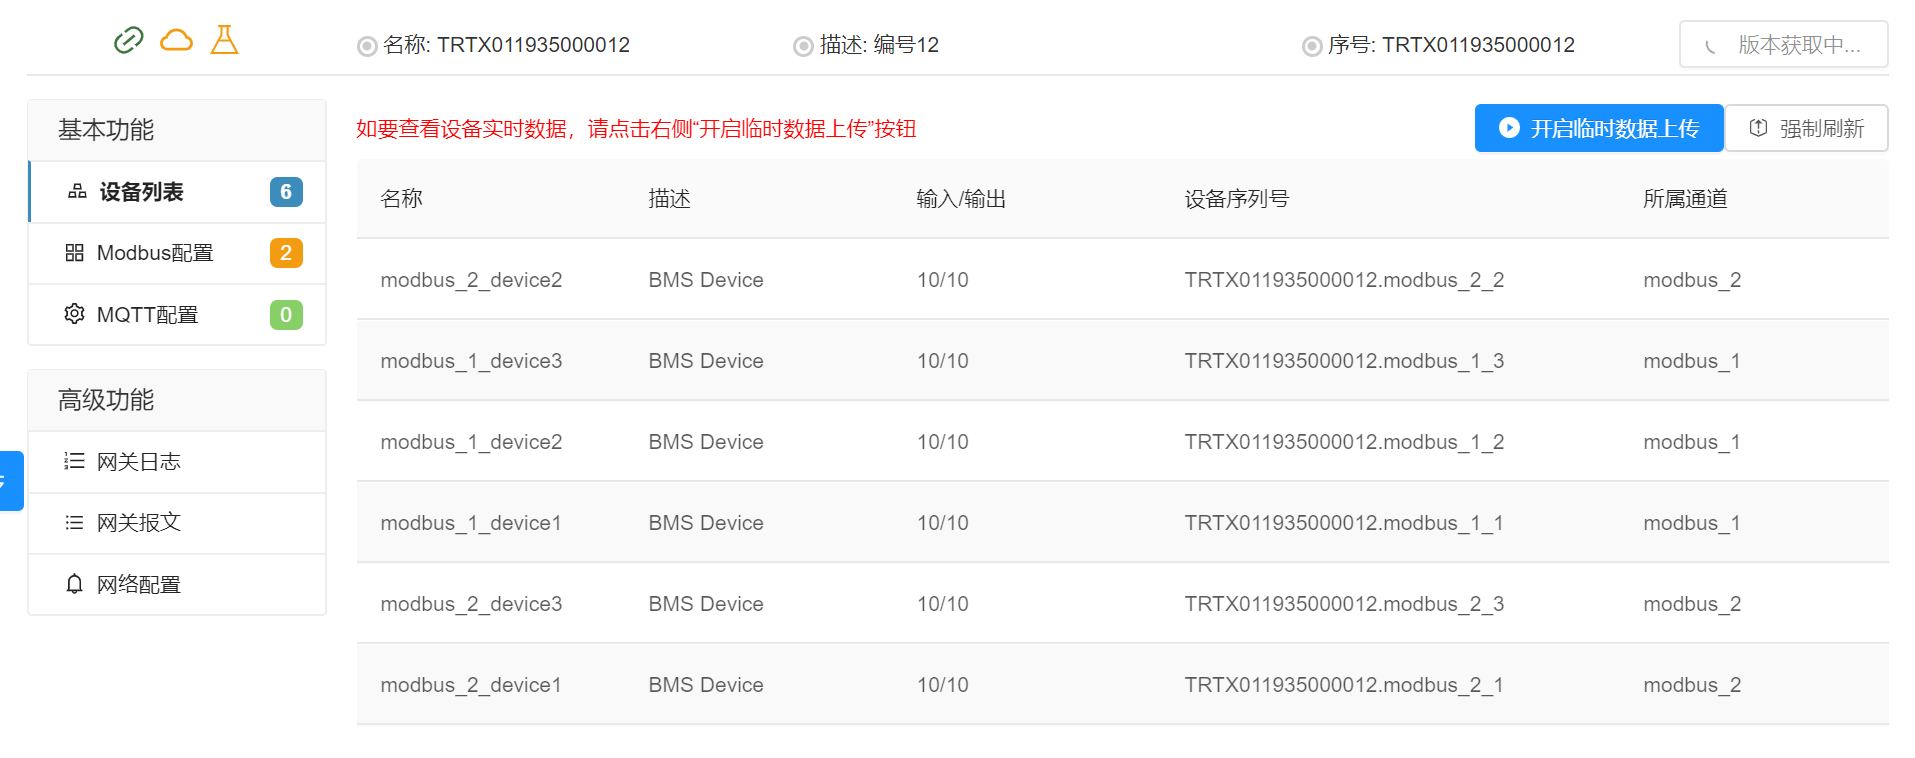 名称: TRTX011935000012 描述: 编号12 序号: TRTX011935000012 版本获取中...
基本功能
设备列表 6
Modbus配置 2
MQTT配置 0
高级功能
网关日志
网关报文
网络配置
如要查看设备实时数据，请点击右侧“开启临时数据上传”按钮 开启临时数据上传 强制刷新
名称 描述 输入/输出 设备序列号 所属通道
modbus_2_device2 BMS Device 10/10 TRTX011935000012.modbus_2_2 modbus_2
modbus_1_device3 BMS Device 10/10 TRTX011935000012.modbus_1_3 modbus_1
modbus_1_device2 BMS Device 10/10 TRTX011935000012.modbus_1_2 modbus_1
modbus_1_device1 BMS Device 10/10 TRTX011935000012.modbus_1_1 modbus_1
modbus_2_device3 BMS Device 10/10 TRTX011935000012.modbus_2_3 modbus_2
modbus_2_device1 BMS Device 10/10 TRTX011935000012.modbus_2_1 modbus_2